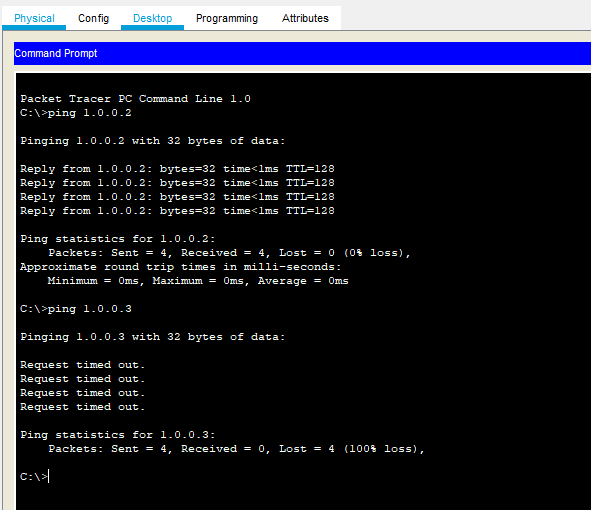 Physical Config Desktop Programming Attributes
Command Prompt
Packet Tracer PC Command Line 1.0
C:\>ping 1.0.0.2
Pinging 1.0.0.2 with 32 bytes of data:
Reply from 1.0.0.2: bytes=32 time<1ms TTL=128
Reply from 1.0.0.2: bytes=32 time<1ms TTL=128
Reply from 1.0.0.2: bytes=32 time<1ms TTL=128
Reply from 1.0.0.2: bytes=32 time<1ms TTL=128
Ping statistics for 1.0.0.2:
    Packets: Sent = 4, Received = 4, Lost = 0 (0% loss),
Approximate round trip times in milli-seconds:
    Minimum = 0ms, Maximum = 0ms, Average = 0ms
C:\>ping 1.0.0.3
Pinging 1.0.0.3 with 32 bytes of data:
Request timed out.
Request timed out.
Request timed out.
Request timed out.
Ping statistics for 1.0.0.3:
    Packets: Sent = 4, Received = 0, Lost = 4 (100% loss),
C:\>